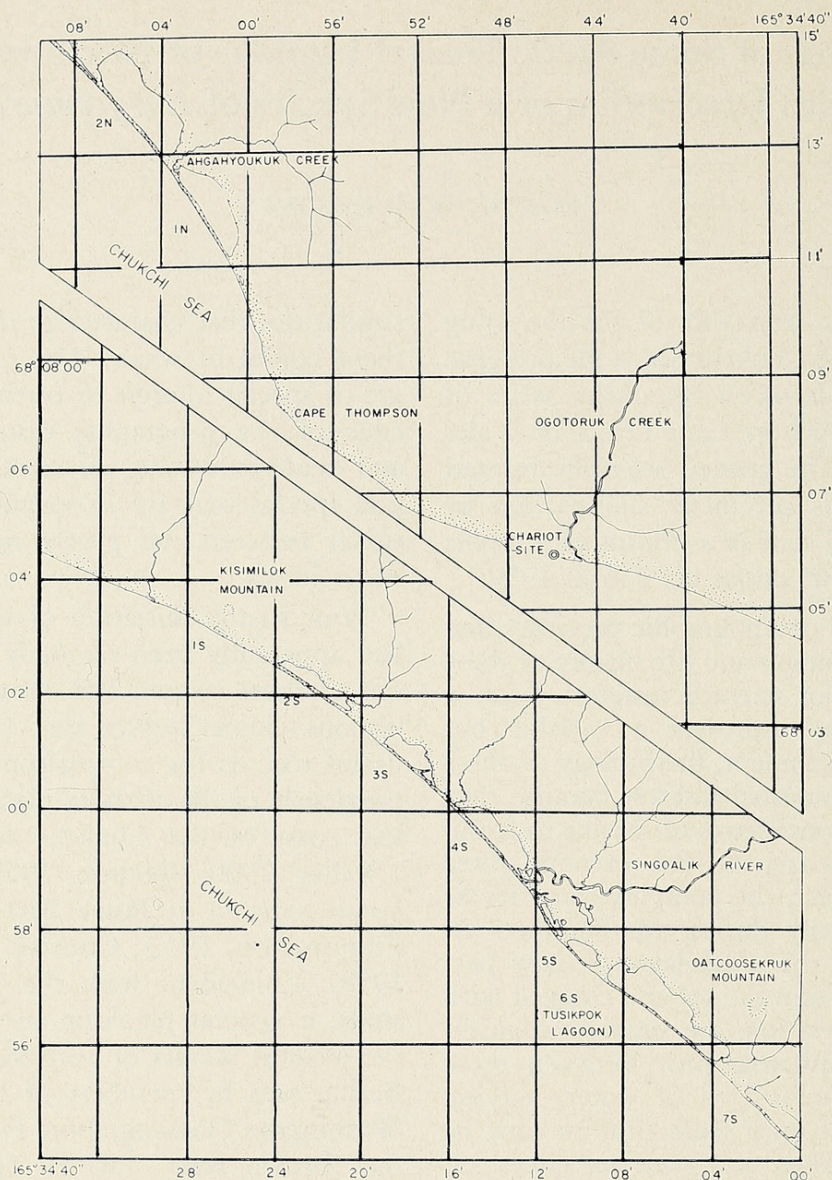 08' 04' 00' 56' 52' 48' 44' 40' 165° 34' 40"
15'
2N
13'
AHGAHYOUKUK CREEK
1N
11'
CHUKCHI SEA
68° 08' 00"
09'
CAPE THOMPSON
OGOTORUK CREEK
06'
07'
CHARIOT
SITE
KISIMILOK
MOUNTAIN
04'
05'
1S
02'
2S
68° 03'
3S
00'
4S
SINGOALIK RIVER
CHUKCHI SEA
58'
5S
OATCOOSEKRUK
MOUNTAIN
6S
(TUSIKPOK
LAGOON)
56'
7S
165° 34' 40" 28' 24' 20' 16' 12' 08' 04' 00'